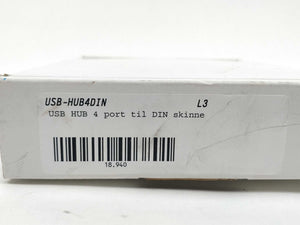 USB-HUB4DIN L3
USB HUB 4 port til DIN skinne
18,940